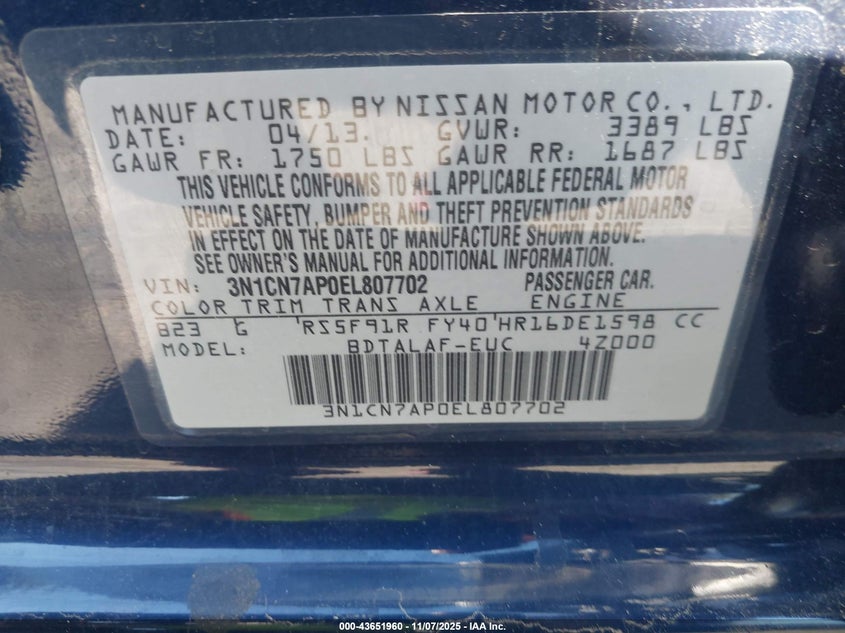 MANUFACTURED BY NISSAN MOTOR CO., LTD.
DATE: 04/13. GVWR: 3389 LBS
GAWR FR: 1750 LBS GAWR RR: 1687 LBS
THIS VEHICLE CONFORMS TO ALL APPLICABLE FEDERAL MOTOR
VEHICLE SAFETY, BUMPER AND THEFT PREVENTION STANDARDS
IN EFFECT ON THE DATE OF MANUFACTURE SHOWN ABOVE.
SEE OWNER'S MANUAL FOR ADDITIONAL INFORMATION.
VIN: 3N1CN7AP0EL807702 PASSENGER CAR.
COLOR TRIM TRANS AXLE ENGINE
B23 G 'RS5F91R FY40'HR16DE1598 CC
MODEL: BDTALAF-EUC 4Z000
3N1CN7AP0EL807702
000-43651960 - 11/07/2025 - IAA Inc.